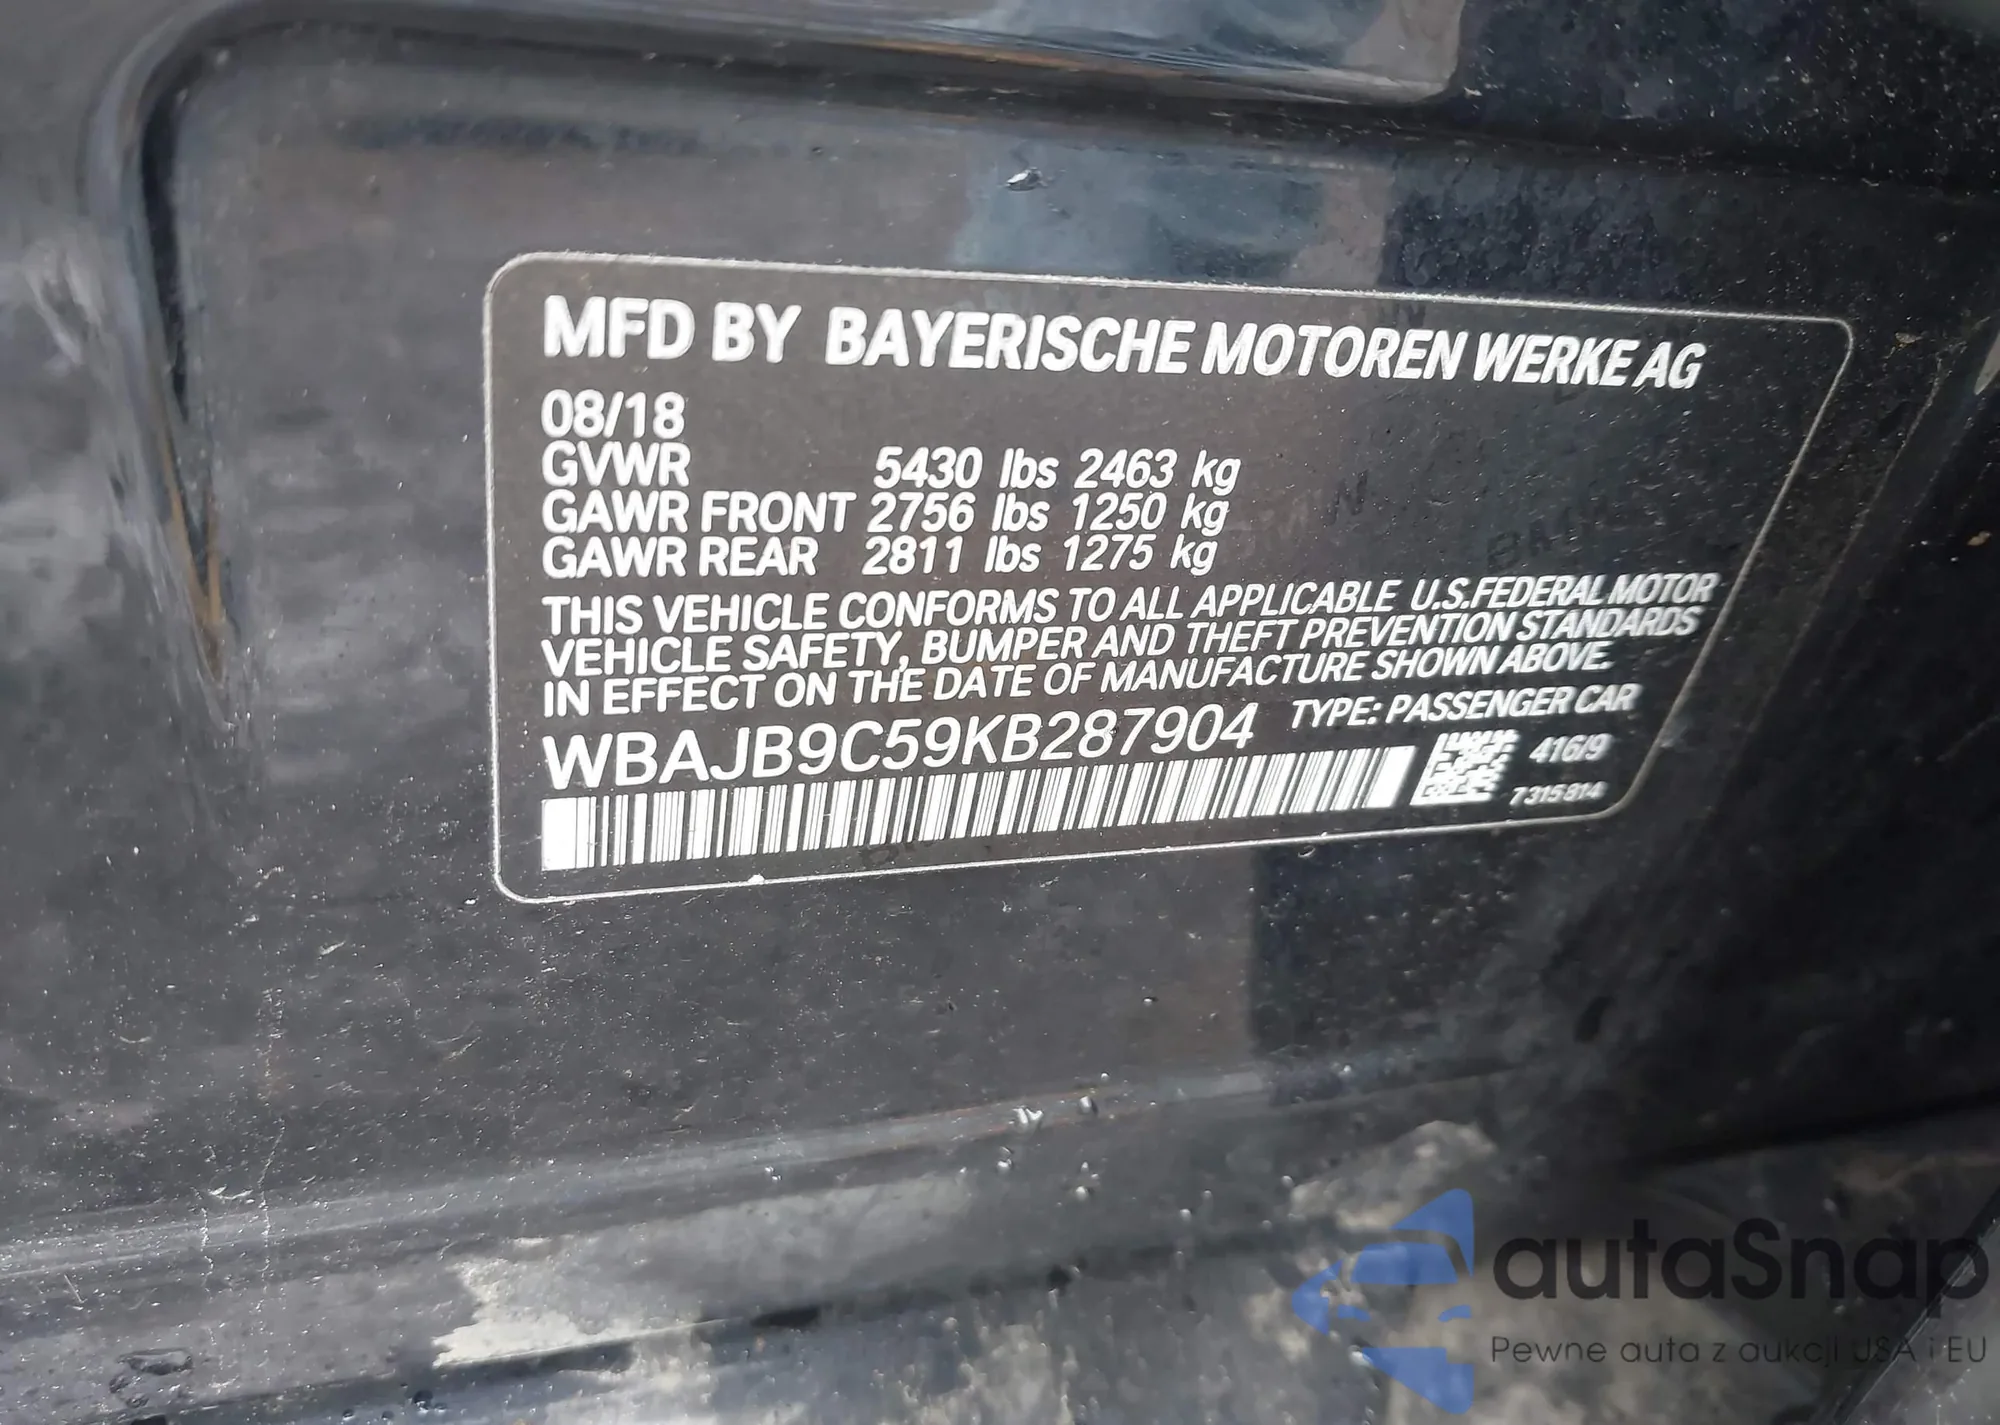 MFD BY BAYERISCHE MOTOREN WERKE AG
08/18
GVWR 5430 lbs 2463 kg
GAWR FRONT 2756 lbs 1250 kg
GAWR REAR 2811 lbs 1275 kg
THIS VEHICLE CONFORMS TO ALL APPLICABLE U.S.FEDERAL MOTOR
VEHICLE SAFETY, BUMPER AND THEFT PREVENTION STANDARDS
IN EFFECT ON THE DATE OF MANUFACTURE SHOWN ABOVE.
WBAJB9C59KB287904 TYPE: PASSENGER CAR
416/9
7315814
autoSnap
Pewne auta z aukcji USA i EU